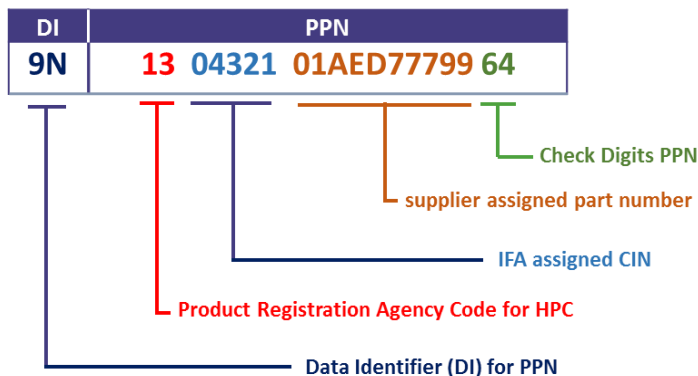 DI PPN
9N 13 04321 01AED77799 64
Check Digits PPN
supplier assigned part number
IFA assigned CIN
Product Registration Agency Code for HPC
Data Identifier (DI) for PPN